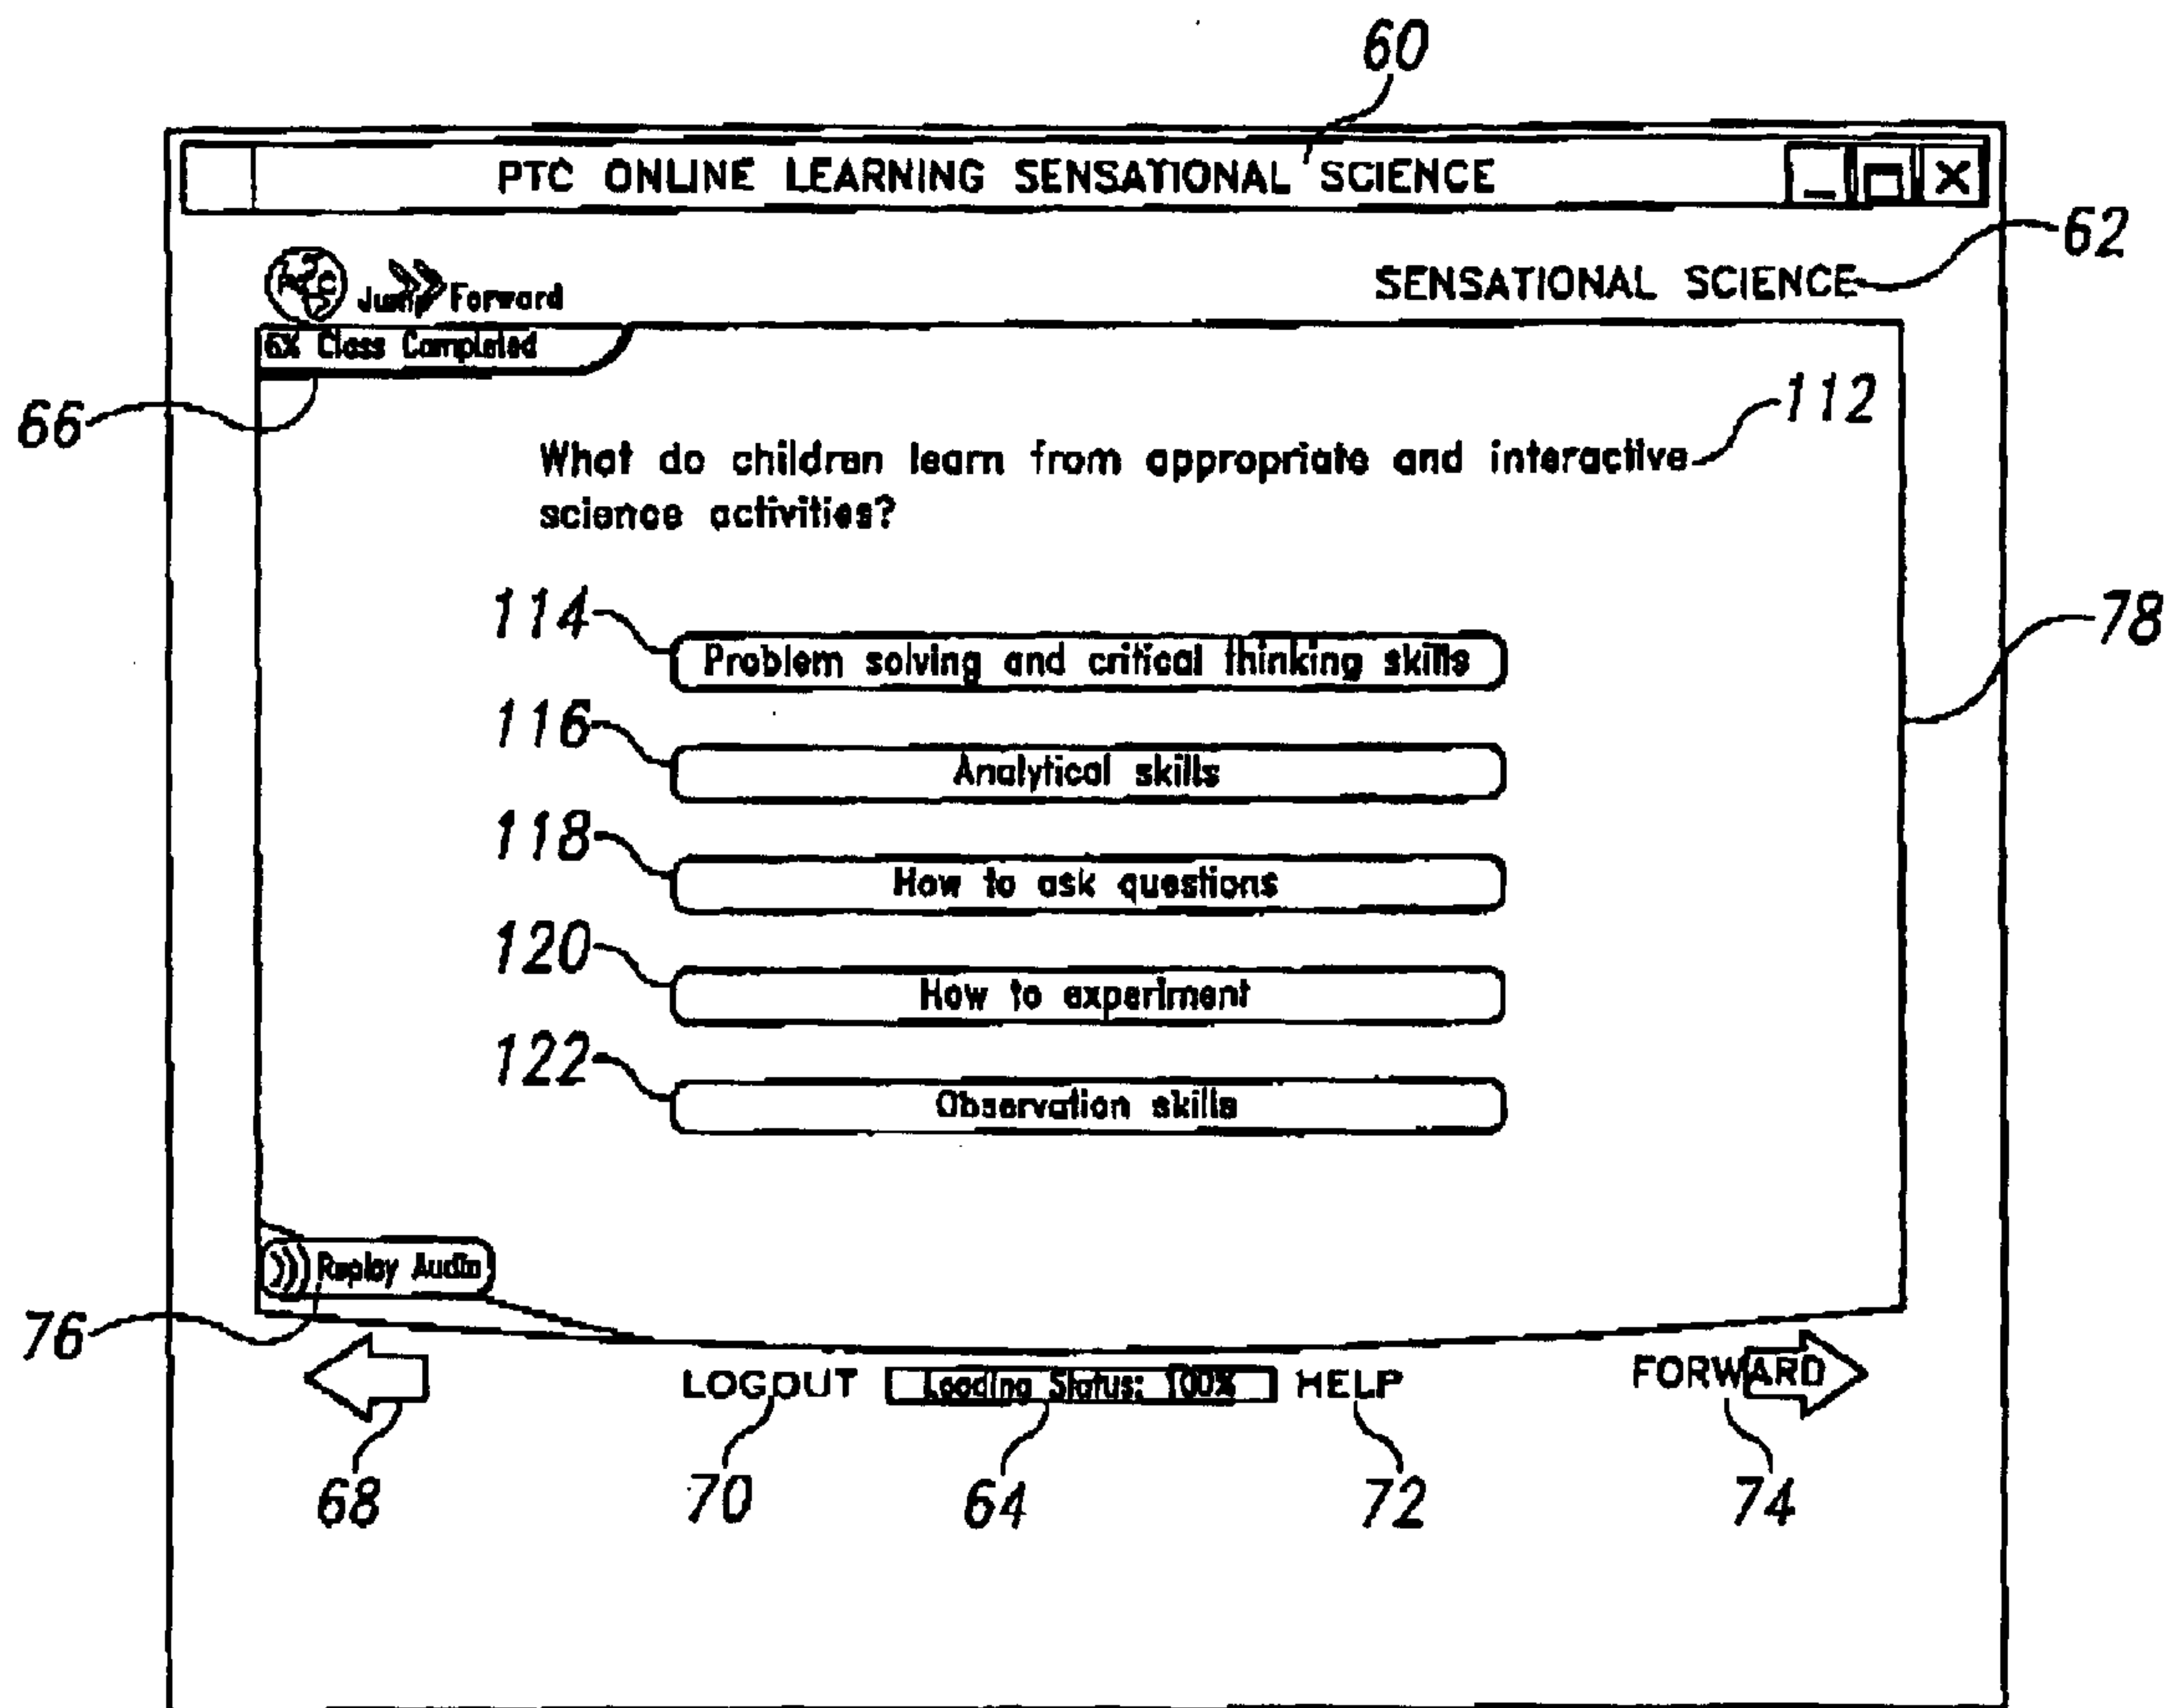 60
PTC ONLINE LEARNING SENSATIONAL SCIENCE
62
SENSATIONAL SCIENCE
Jump Forward
6% Class Completed
66
112
What do children learn from appropriate and interactive
science activities?
78
114
Problem solving and critical thinking skills
116
Analytical skills
118
How to ask questions
120
How to experiment
122
Observation skills
Replay Audio
76
LOGOUT Loading Status: 100% HELP FORWARD
68 70 64 72 74